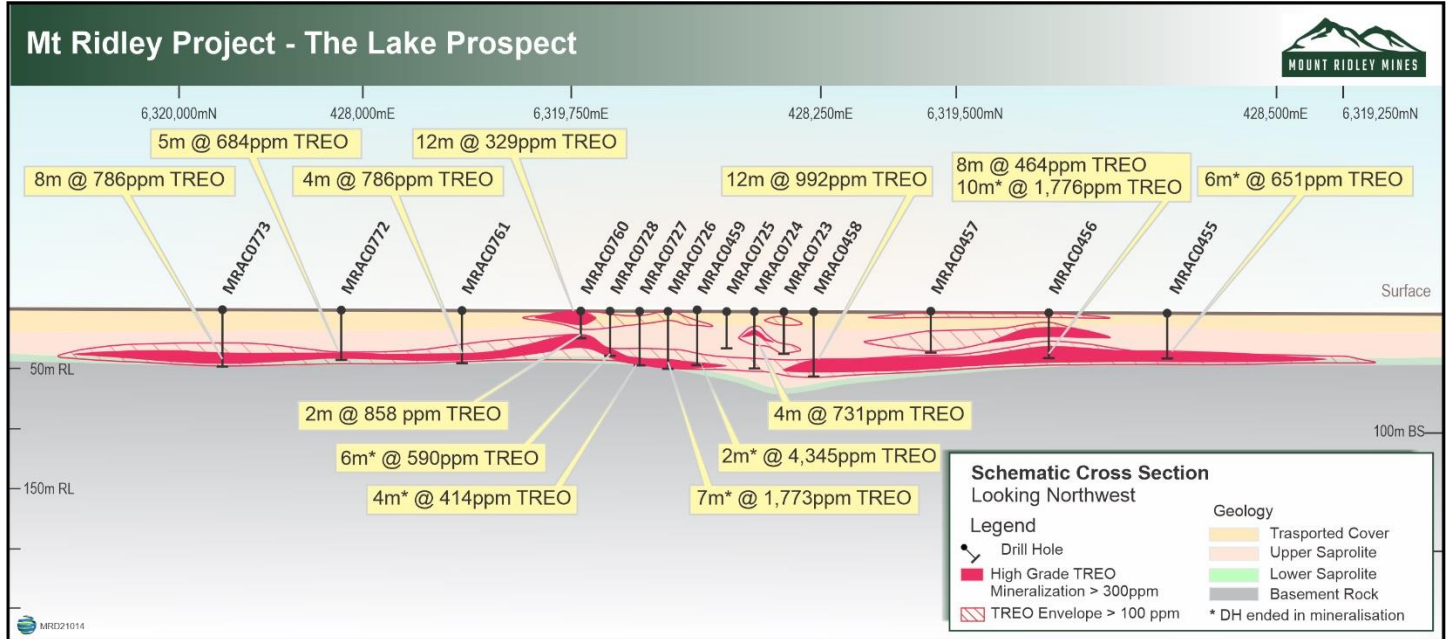 Mt Ridley Project - The Lake Prospect
MOUNT RIDLEY MINES
6,320,000mN
428,000mE
6,319,750mE
428,250mE
6,319,500mN
428,500mE
6,319,250mN
5m @ 684ppm TREO
12m @ 329ppm TREO
8m @ 786ppm TREO
4m @ 786ppm TREO
12m @ 992ppm TREO
8m @ 464ppm TREO
10m* @ 1,776ppm TREO
6m* @ 651ppm TREO
MRAC0773
MRAC0772
MRAC0761
MRAC0760
MRAC0728
MRAC0727
MRAC0726
MRAC0459
MRAC0725
MRAC0724
MRAC0723
MRAC0458
MRAC0457
MRAC0456
MRAC0455
Surface
50m RL
2m @ 858 ppm TREO
4m @ 731ppm TREO
100m BS
6m* @ 590ppm TREO
2m* @ 4,345ppm TREO
150m RL
4m* @ 414ppm TREO
7m* @ 1,773ppm TREO
Schematic Cross Section
Looking Northwest
Legend
Drill Hole
High Grade TREO
Mineralization > 300ppm
TREO Envelope > 100 ppm
Geology
Trasported Cover
Upper Saprolite
Lower Saprolite
Basement Rock
* DH ended in mineralisation
MRD21014